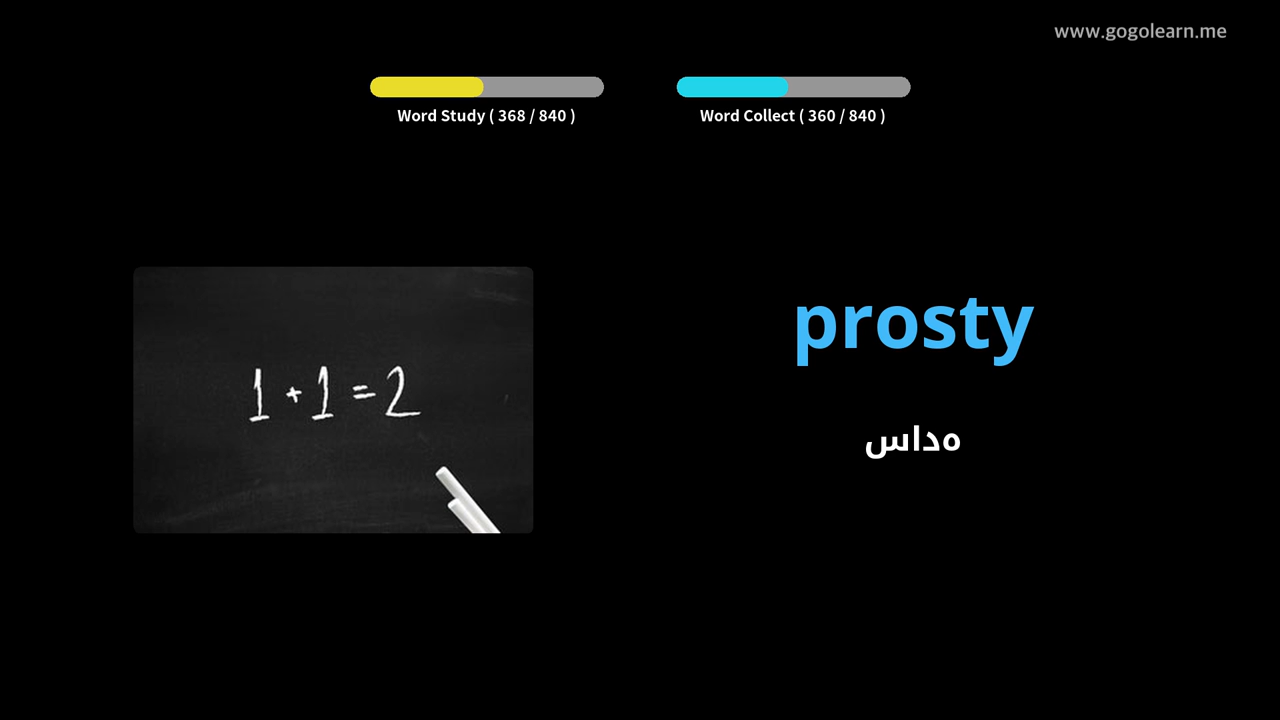 www.gogolearn.me
Word Study ( 368 / 840 )
Word Collect ( 360 / 840 )
1 + 1 = 2
prosty
ساده